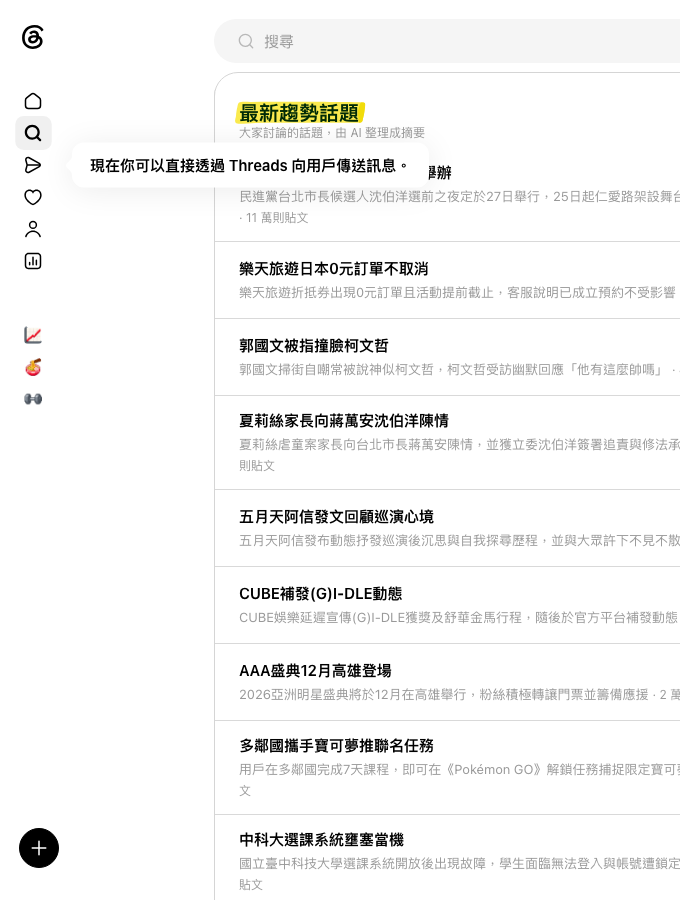 搜尋
最新趨勢話題
大家討論的話題，由 AI 整理成摘要
現在你可以直接透過 Threads 向用戶傳送訊息。
舉辦
民進黨台北市長候選人沈伯洋選前之夜定於27日舉行，25日起仁愛路架設舞台
· 11 萬則貼文
樂天旅遊日本0元訂單不取消
樂天旅遊折抵券出現0元訂單且活動提前截止，客服說明已成立預約不受影響
郭國文被指撞臉柯文哲
郭國文掃街自嘲常被說神似柯文哲，柯文哲受訪幽默回應「他有這麼帥嗎」 ·
夏莉絲家長向蔣萬安沈伯洋陳情
夏莉絲虐童案家長向台北市長蔣萬安陳情，並獲立委沈伯洋簽署追責與修法承
則貼文
五月天阿信發文回顧巡演心境
五月天阿信發布動態抒發巡演後沉思與自我探尋歷程，並與大眾許下不見不散
CUBE補發(G)I-DLE動態
CUBE娛樂延遲宣傳(G)I-DLE獲獎及舒華金馬行程，隨後於官方平台補發動態
AAA盛典12月高雄登場
2026亞洲明星盛典將於12月在高雄舉行，粉絲積極轉讓門票並籌備應援 · 2 萬
多鄰國攜手寶可夢推聯名任務
用戶在多鄰國完成7天課程，即可在《Pokémon GO》解鎖任務捕捉限定寶可夢
文
中科大選課系統壅塞當機
國立臺中科技大學選課系統開放後出現故障，學生面臨無法登入與帳號遭鎖定
貼文